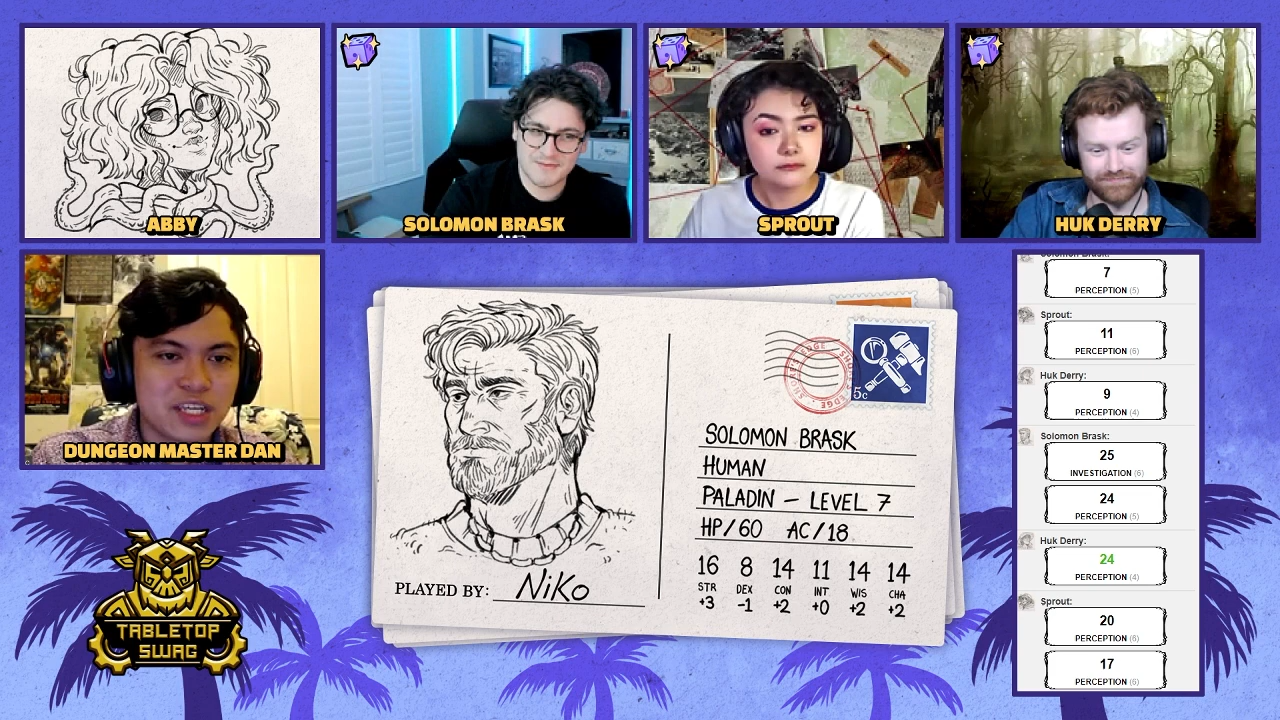 ABBY
SOLOMON BRASK
SPROUT
HUK DERRY
DUNGEON MASTER DAN
TABLETOP
SWAG
PLAYED BY: NIKO
5c
SOLOMON BRASK
HUMAN
PALADIN – LEVEL 7
HP/60 AC/18
16 8 14 11 14 14
STR DEX CON INT WIS CHA
+3 -1 +2 +0 +2 +2
Solomon Brask:
7
PERCEPTION (5)
Sprout:
11
PERCEPTION (6)
Huk Derry:
9
PERCEPTION (4)
Solomon Brask:
25
INVESTIGATION (6)
24
PERCEPTION (5)
Huk Derry:
24
PERCEPTION (4)
Sprout:
20
PERCEPTION (6)
17
PERCEPTION (6)